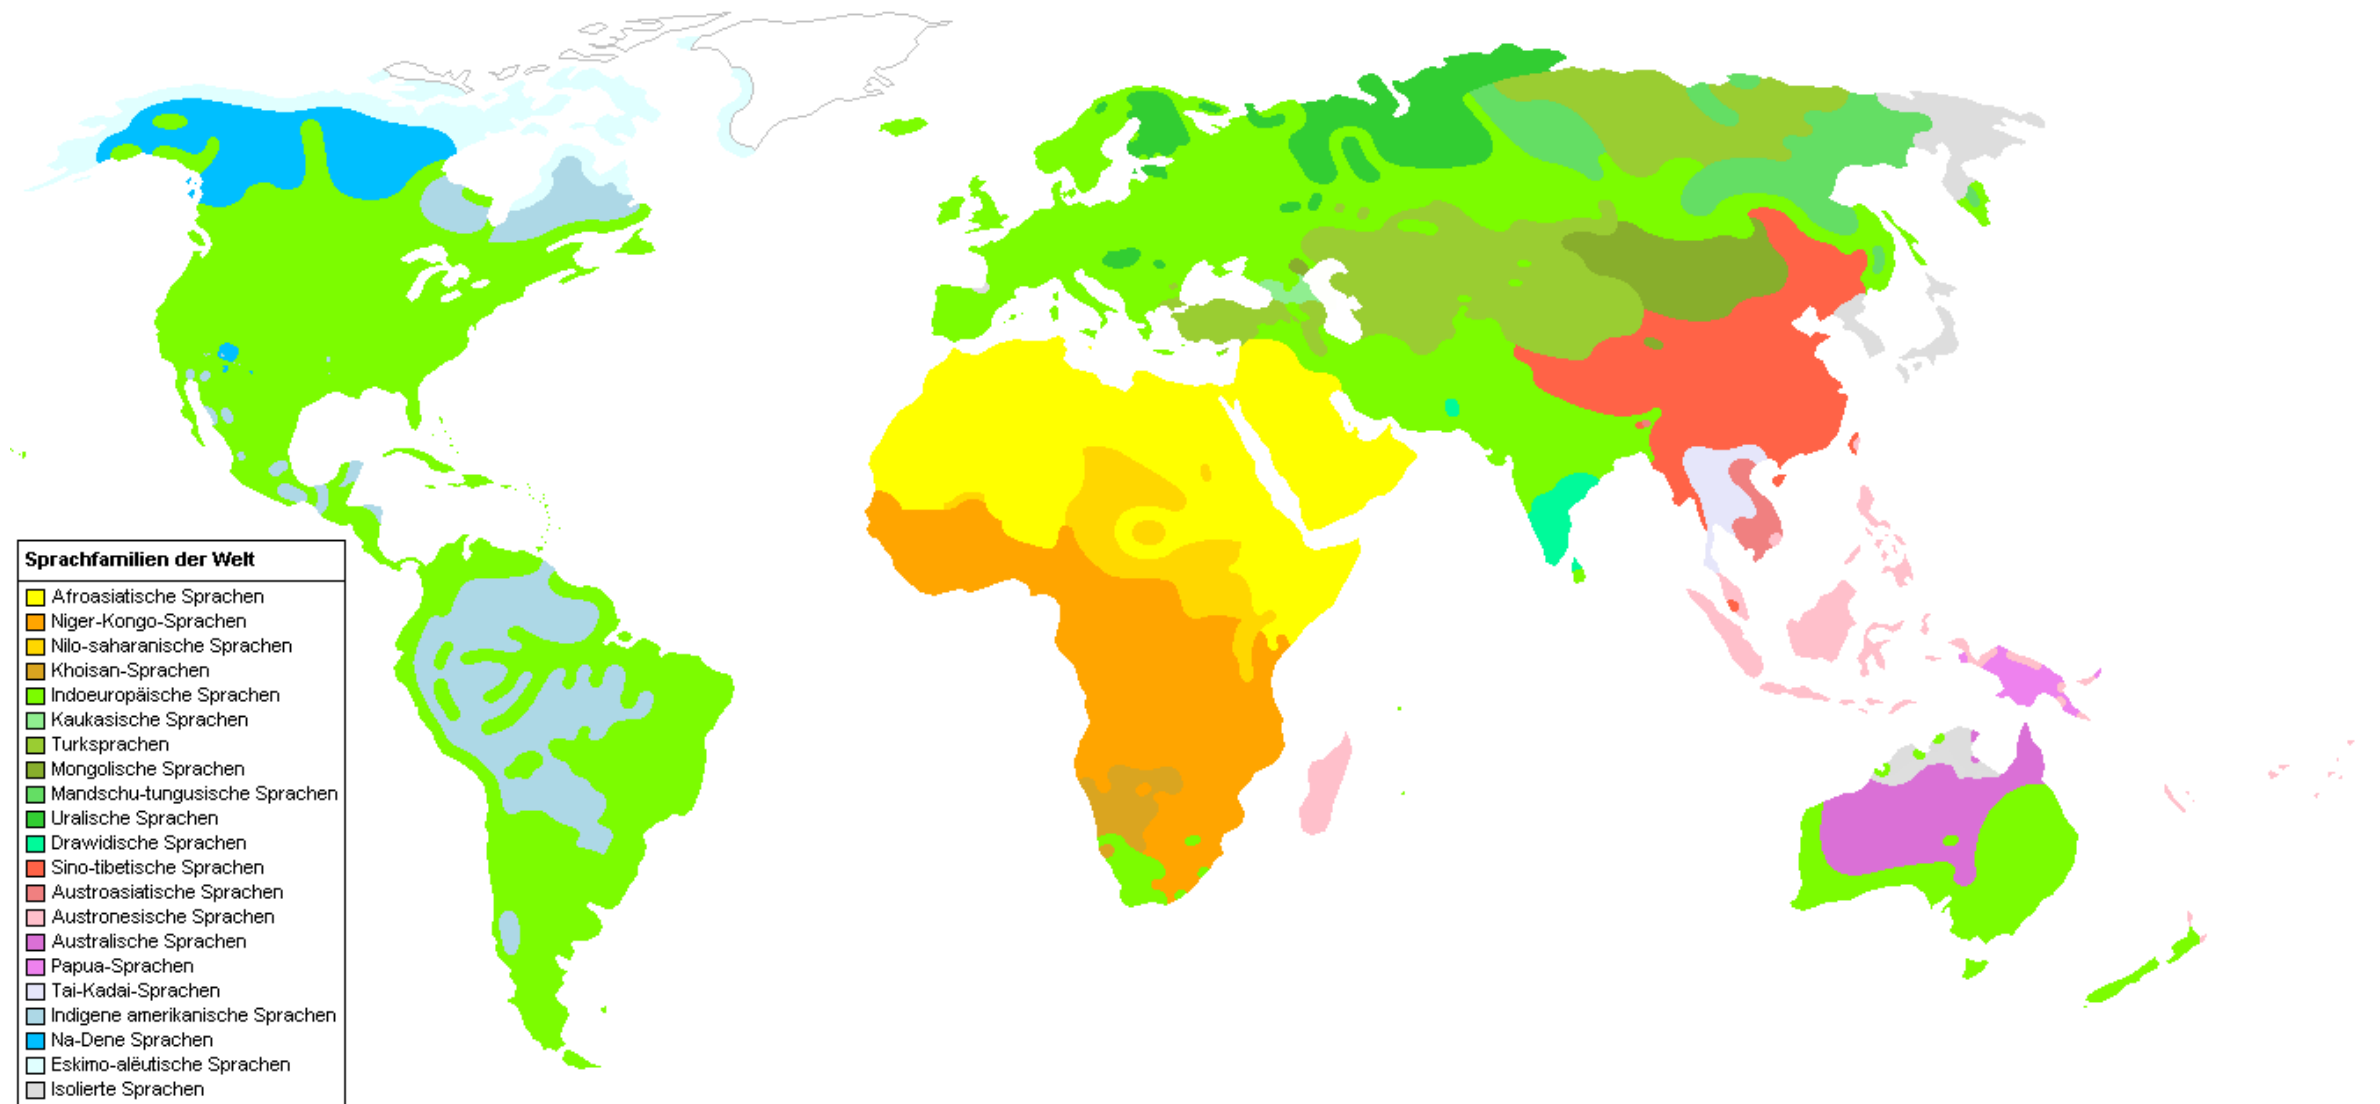 Sprachfamilien der Welt
Afroasiatische Sprachen
Niger-Kongo-Sprachen
Nilo-saharanische Sprachen
Khoisan-Sprachen
Indoeuropäische Sprachen
Kaukasische Sprachen
Turksprachen
Mongolische Sprachen
Mandschu-tungusische Sprachen
Uralische Sprachen
Drawidische Sprachen
Sino-tibetische Sprachen
Austroasiatische Sprachen
Austronesische Sprachen
Australische Sprachen
Papua-Sprachen
Tai-Kadai-Sprachen
Indigene amerikanische Sprachen
Na-Dene Sprachen
Eskimo-alëutische Sprachen
Isolierte Sprachen